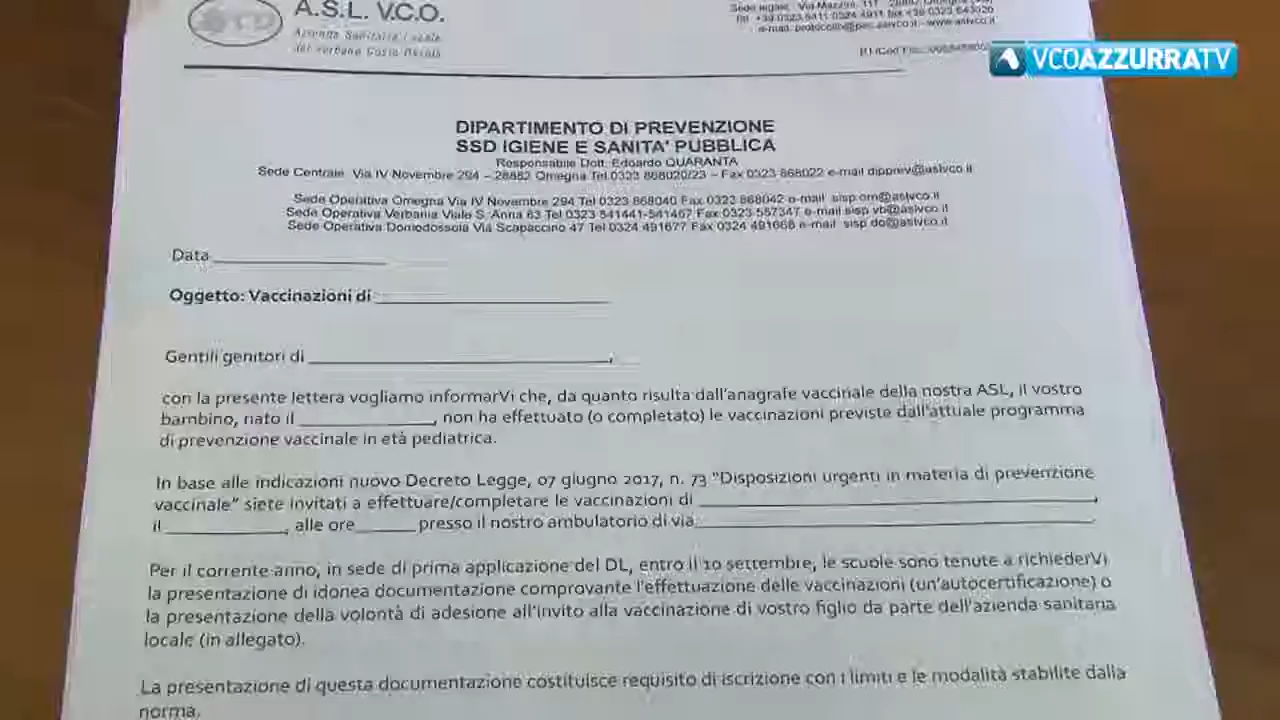 A.S.L. V.C.O.
Azienda Sanitaria Locale
del Verbano Cusio Ossola
VCOAZZURRATV
DIPARTIMENTO DI PREVENZIONE
SSD IGIENE E SANITA' PUBBLICA
Responsabile Dott. Edoardo QUARANTA
Sede Centrale Via IV Novembre 294 – 28882 Omegna Tel.0323 868020/23 – Fax 0323 868022 e-mail dipprev@aslvco.it
Sede Operativa Omegna Via IV Novembre 294 Tel 0323 868040 Fax 0323 868042 e-mail sisp.om@aslvco.it
Sede Operativa Verbania Viale S. Anna 83 Tel 0323 541441-541467 Fax 0323 557347 e-mail sisp.vb@aslvco.it
Sede Operativa Domodossola Via Scapaccino 47 Tel 0324 491677 Fax 0324 491668 e-mail sisp.do@aslvco.it
Data
Oggetto: Vaccinazioni di
Gentili genitori di ,
con la presente lettera vogliamo informarVi che, da quanto risulta dall'anagrafe vaccinale della nostra ASL, il vostro
bambino, nato il , non ha effettuato (o completato) le vaccinazioni previste dall'attuale programma
di prevenzione vaccinale in età pediatrica.
In base alle indicazioni nuovo Decreto Legge, 07 giugno 2017, n. 73 "Disposizioni urgenti in materia di prevenzione
vaccinale" siete invitati a effettuare/completare le vaccinazioni di ,
il , alle ore presso il nostro ambulatorio di via
Per il corrente anno, in sede di prima applicazione del DL, entro il 10 settembre, le scuole sono tenute a richiederVi
la presentazione di idonea documentazione comprovante l'effettuazione delle vaccinazioni (un'autocertificazione) o
la presentazione della volontà di adesione all'invito alla vaccinazione di vostro figlio da parte dell'azienda sanitaria
locale (in allegato).
La presentazione di questa documentazione costituisce requisito di iscrizione con i limiti e le modalità stabilite dalla
norma.